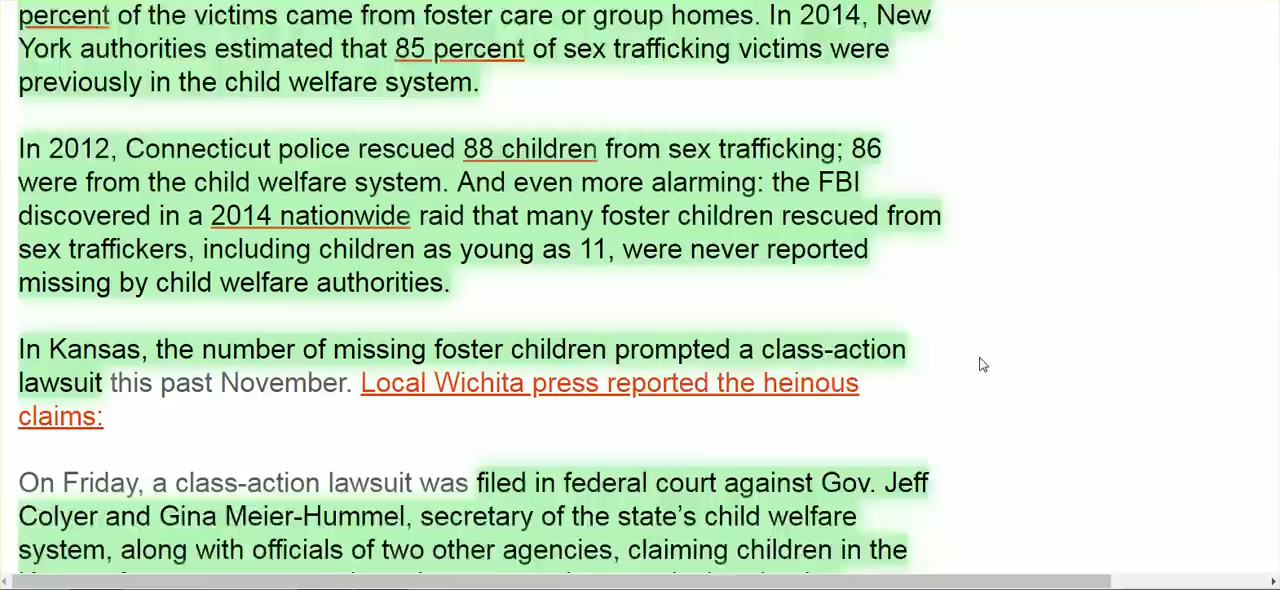 percent of the victims came from foster care or group homes. In 2014, New
York authorities estimated that 85 percent of sex trafficking victims were
previously in the child welfare system.
In 2012, Connecticut police rescued 88 children from sex trafficking; 86
were from the child welfare system. And even more alarming: the FBI
discovered in a 2014 nationwide raid that many foster children rescued from
sex traffickers, including children as young as 11, were never reported
missing by child welfare authorities.
In Kansas, the number of missing foster children prompted a class-action
lawsuit this past November. Local Wichita press reported the heinous
claims:
On Friday, a class-action lawsuit was filed in federal court against Gov. Jeff
Colyer and Gina Meier-Hummel, secretary of the state’s child welfare
system, along with officials of two other agencies, claiming children in the